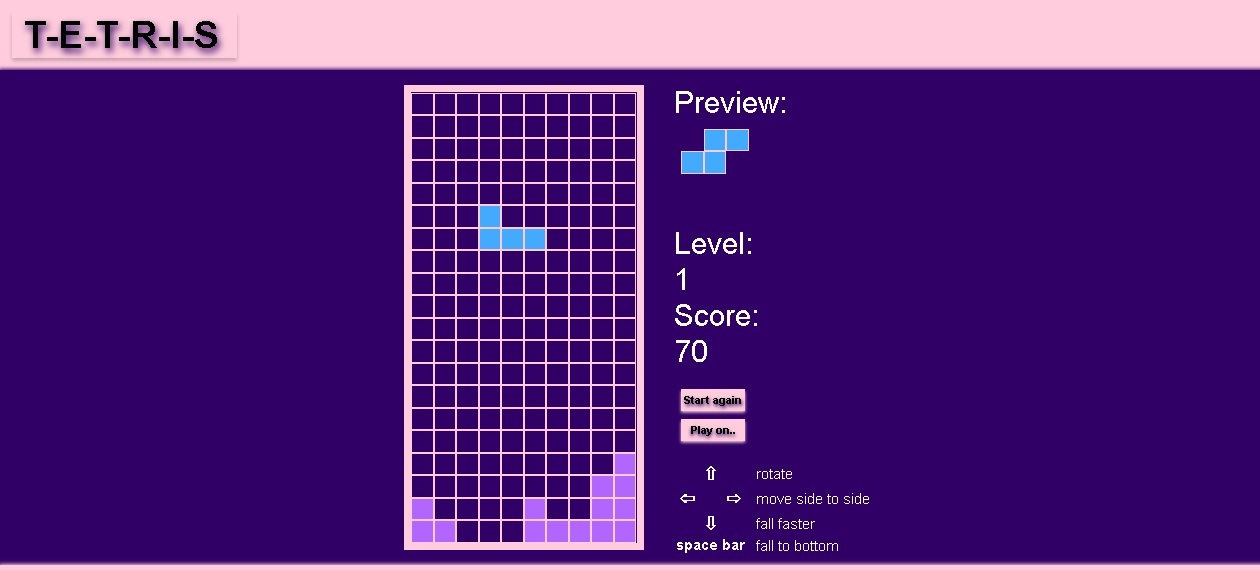 T-E-T-R-I-S
Preview:
Level:
1
Score:
70
Start again
Play on..
⇧ rotate
⇦ ⇨ move side to side
⇩ fall faster
space bar fall to bottom